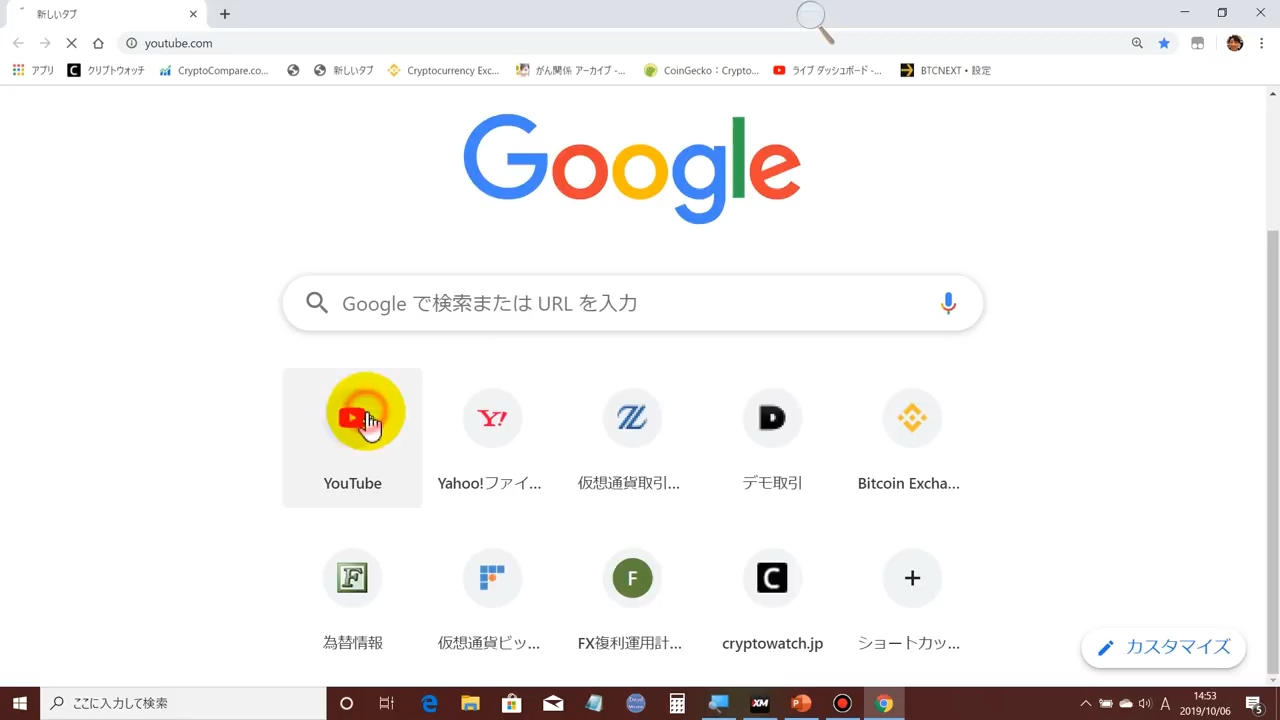 新しいタブ
youtube.com
アプリ
クリプトウォッチ
CryptoCompare.co...
新しいタブ
Cryptocurrency Exc...
がん関係 アーカイブ -...
CoinGecko：Crypto...
ライブ ダッシュボード -...
BTCNEXT • 設定
Google
Google で検索または URL を入力
YouTube
Yahoo!ファイ...
仮想通貨取引...
デモ取引
Bitcoin Excha...
為替情報
仮想通貨ビッ...
FX複利運用計...
cryptowatch.jp
ショートカッ...
カスタマイズ
ここに入力して検索
XM
A
14:53
2019/10/06
5